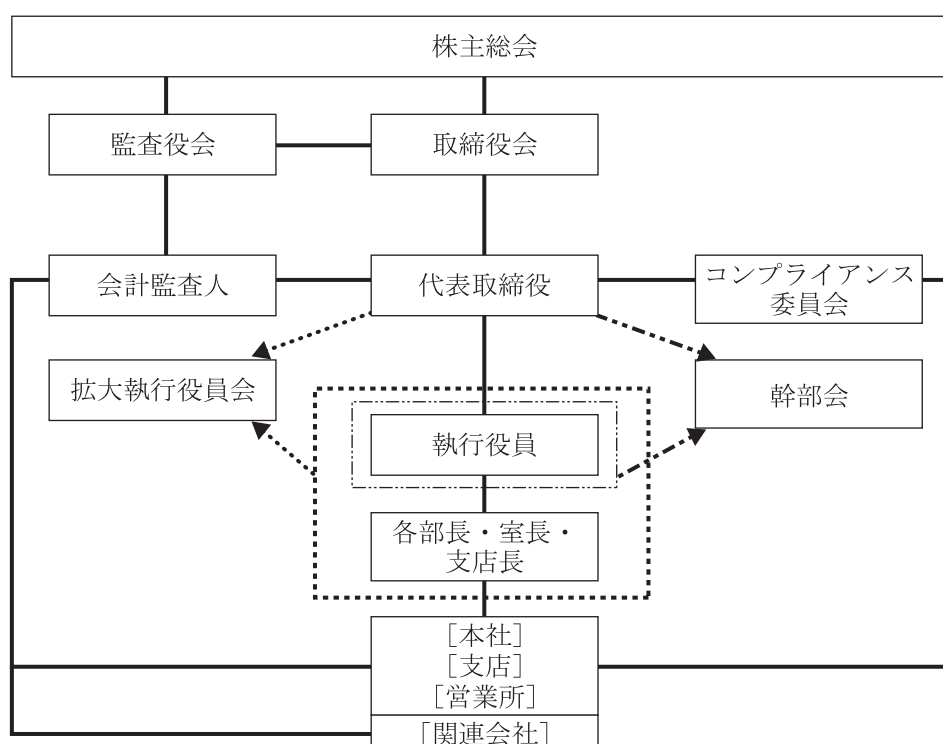 株主総会
監査役会
取締役会
会計監査人
代表取締役
コンプライアンス
委員会
拡大執行役員会
幹部会
執行役員
各部長・室長・
支店長
[本社]
[支店]
[営業所]
[関連会社]